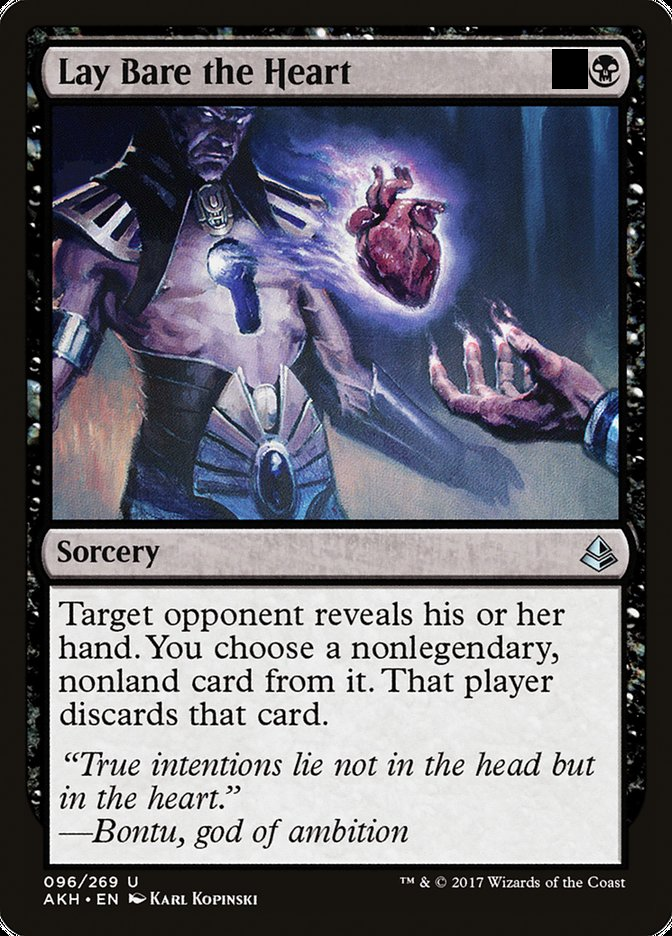 Lay Bare the Heart
Sorcery
Target opponent reveals his or her
hand. You choose a nonlegendary,
nonland card from it. That player
discards that card.
“True intentions lie not in the head but
in the heart.”
—Bontu, god of ambition
096/269 U
™ & © 2017 Wizards of the Coast
AKH • EN Karl Kopinski